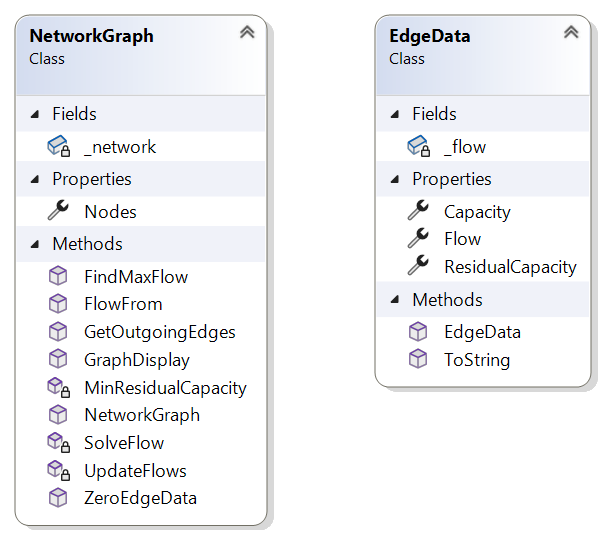 NetworkGraph
Class
Fields
_network
Properties
Nodes
Methods
FindMaxFlow
FlowFrom
GetOutgoingEdges
GraphDisplay
MinResidualCapacity
NetworkGraph
SolveFlow
UpdateFlows
ZeroEdgeData
EdgeData
Class
Fields
_flow
Properties
Capacity
Flow
ResidualCapacity
Methods
EdgeData
ToString